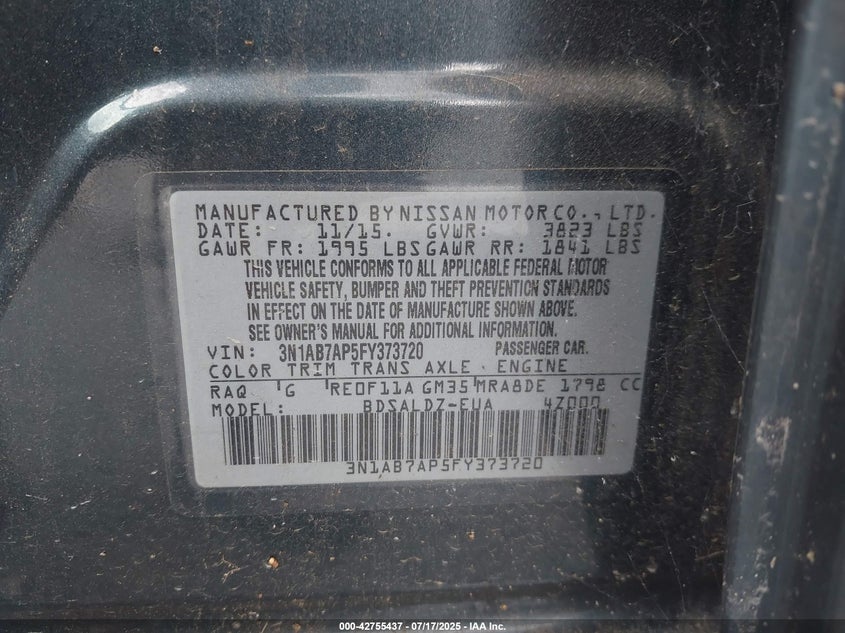 MANUFACTURED BY NISSAN MOTOR CO., LTD.
DATE: 11/15. GVWR: 3823 LBS
GAWR FR: 1995 LBS GAWR RR: 1841 LBS
THIS VEHICLE CONFORMS TO ALL APPLICABLE FEDERAL MOTOR
VEHICLE SAFETY, BUMPER AND THEFT PREVENTION STANDARDS
IN EFFECT ON THE DATE OF MANUFACTURE SHOWN ABOVE.
SEE OWNER'S MANUAL FOR ADDITIONAL INFORMATION.
VIN: 3N1AB7AP5FY373720 PASSENGER CAR.
COLOR TRIM TRANS AXLE ENGINE
RAQ G RE0F11A GM35 MRA8DE 1798 CC
MODEL: BDSALDZ-EUA 4Z000
3N1AB7AP5FY373720
000-42755437 - 07/17/2025 - IAA Inc.